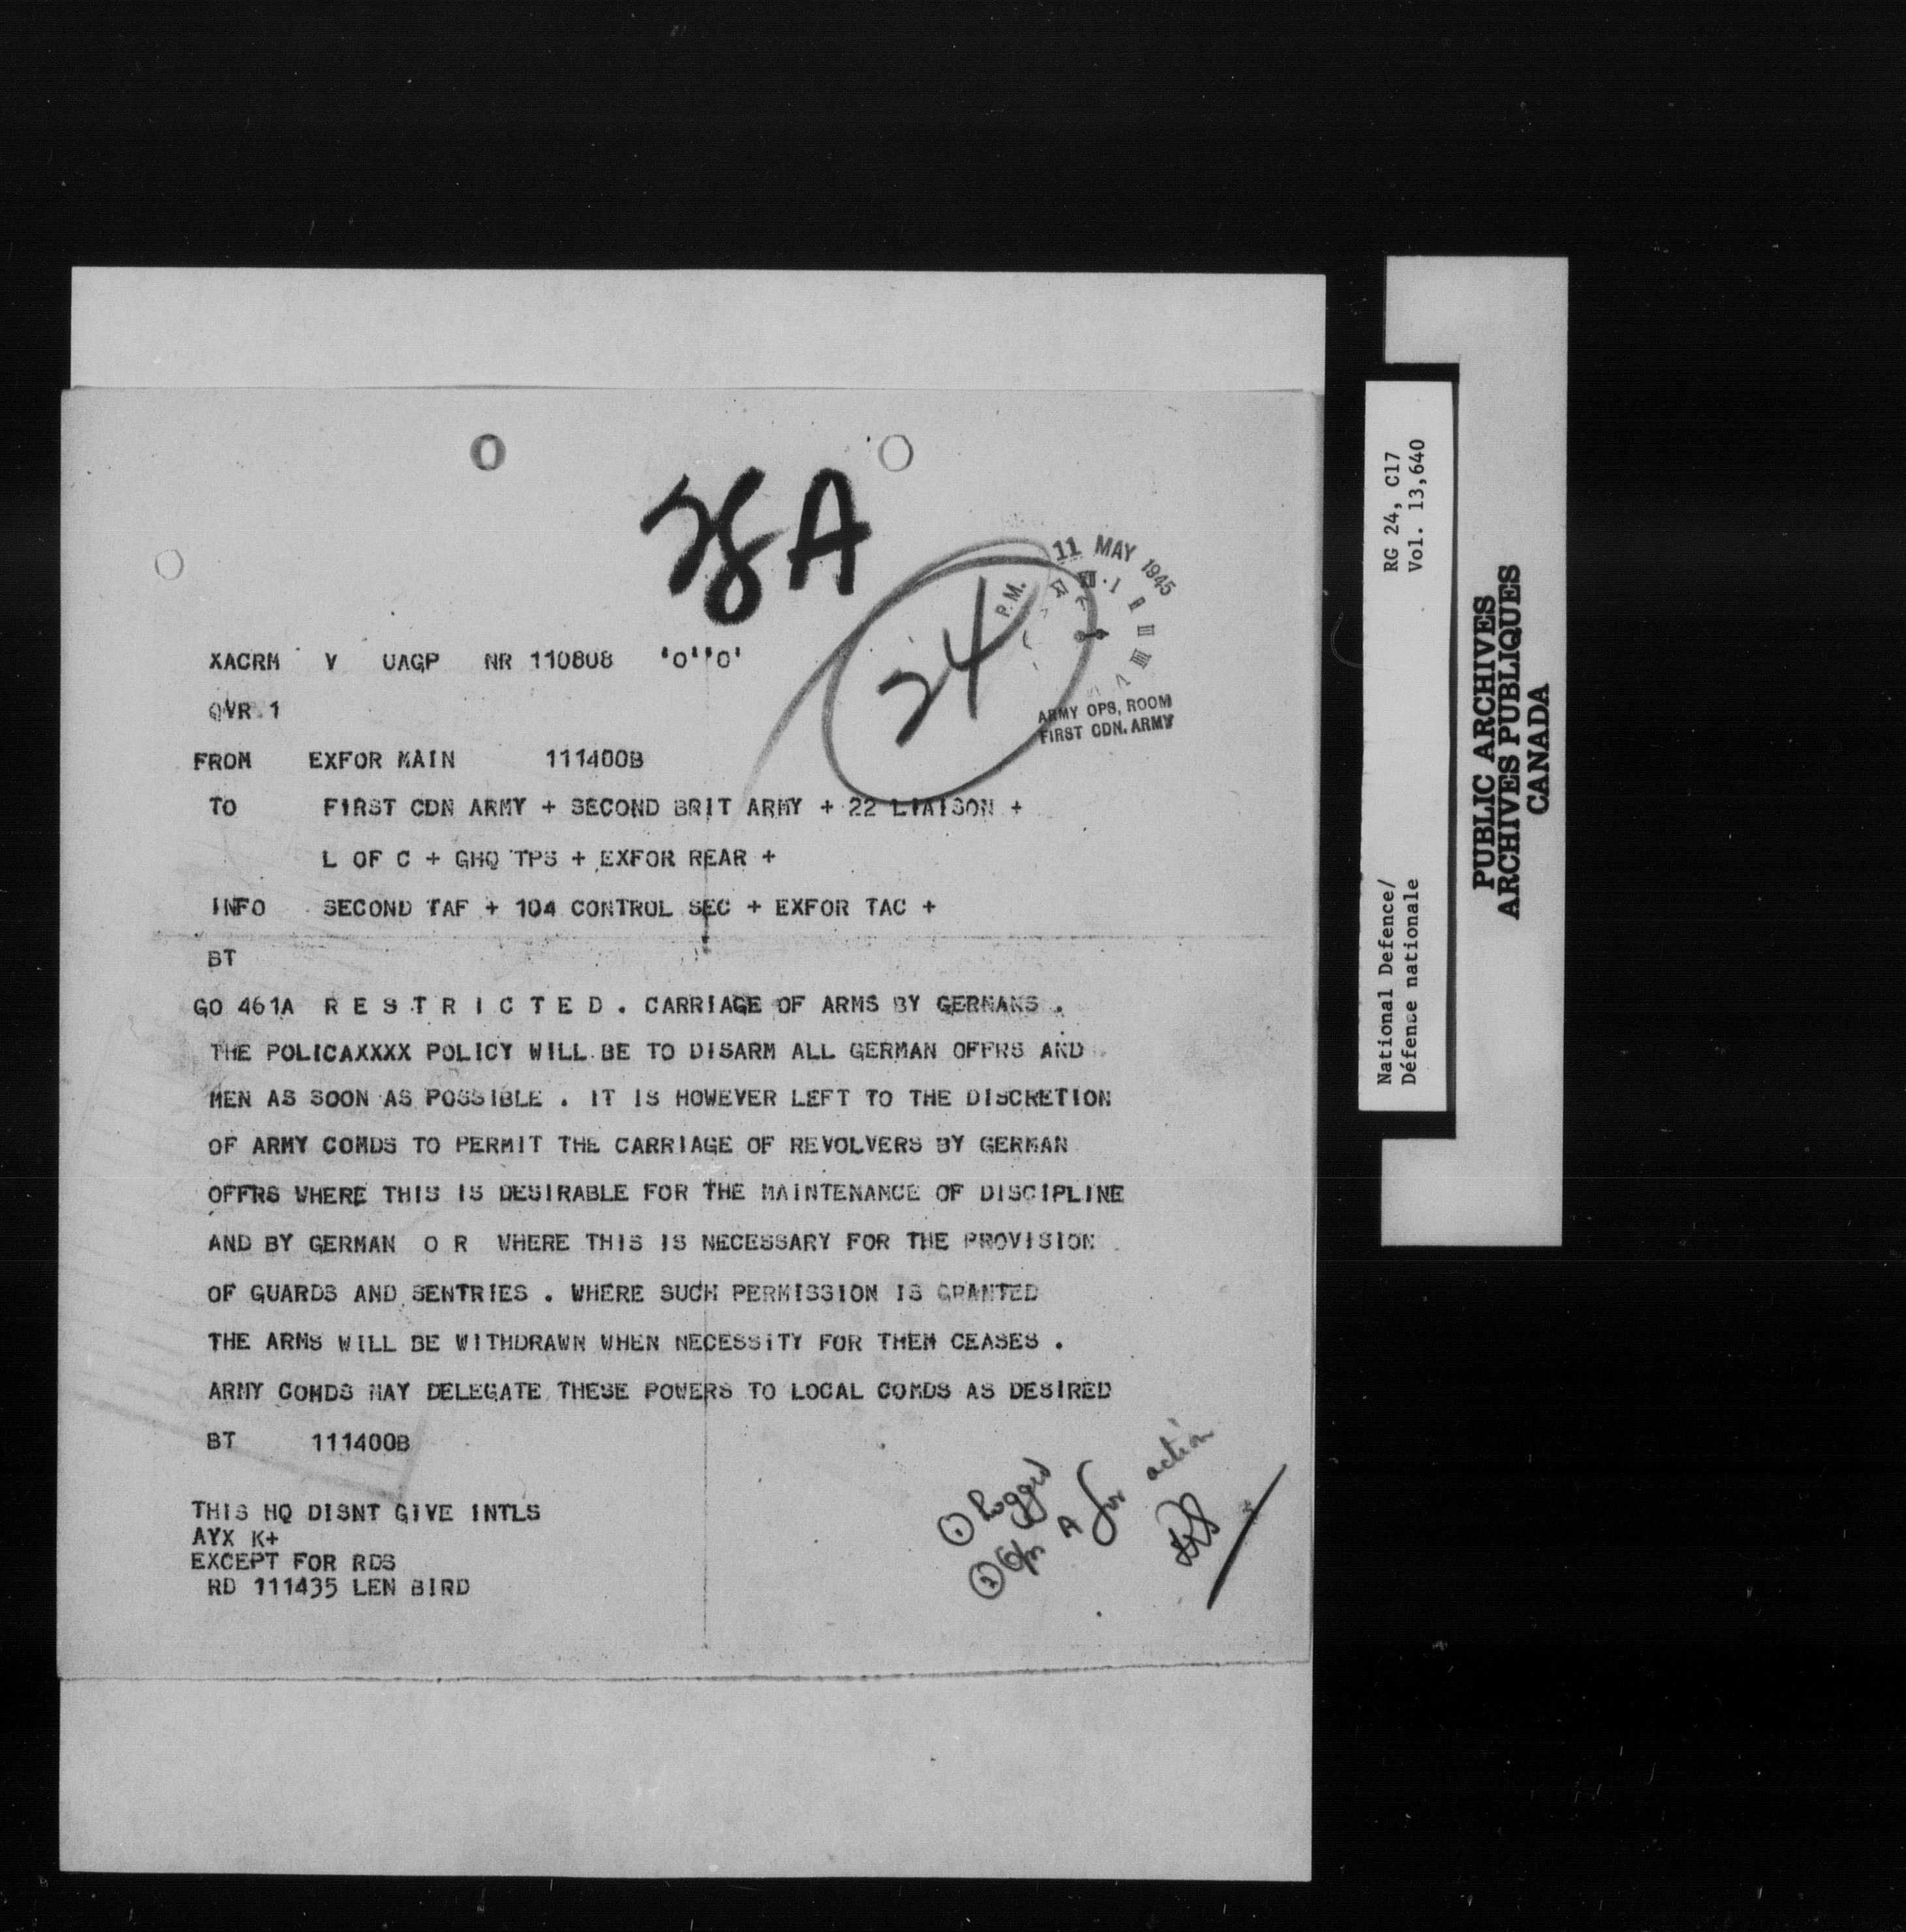 28A
24
11 MAY 1945
P.M.
ARMY OPS, ROOM
FIRST CDN. ARMY
XACRM V UAGP NR 110808 'O''O'
QVR 1
FROM EXFOR MAIN 111400B
TO FIRST CDN ARMY + SECOND BRIT ARMY + 22 LIAISON +
L OF C + GHQ TPS + EXFOR REAR +
INFO SECOND TAF + 104 CONTROL SEC + EXFOR TAC +
BT
GO 461A R E S T R I C T E D . CARRIAGE OF ARMS BY GERMANS .
THE POLICAXXXX POLICY WILL BE TO DISARM ALL GERMAN OFFRS AND
MEN AS SOON AS POSSIBLE . IT IS HOWEVER LEFT TO THE DISCRETION
OF ARMY COMDS TO PERMIT THE CARRIAGE OF REVOLVERS BY GERMAN
OFFRS WHERE THIS IS DESIRABLE FOR THE MAINTENANCE OF DISCIPLINE
AND BY GERMAN O R WHERE THIS IS NECESSARY FOR THE PROVISION
OF GUARDS AND SENTRIES . WHERE SUCH PERMISSION IS GRANTED
THE ARMS WILL BE WITHDRAWN WHEN NECESSITY FOR THEM CEASES .
ARMY COMDS MAY DELEGATE THESE POWERS TO LOCAL COMDS AS DESIRED
BT 111400B
THIS HQ DISNT GIVE INTLS
AYX K+
EXCEPT FOR RDS
RD 111435 LEN BIRD
① Logged
② A for action
National Defence/ RG 24, C17
Défense nationale Vol. 13,640
PUBLIC ARCHIVES
ARCHIVES PUBLIQUES
CANADA